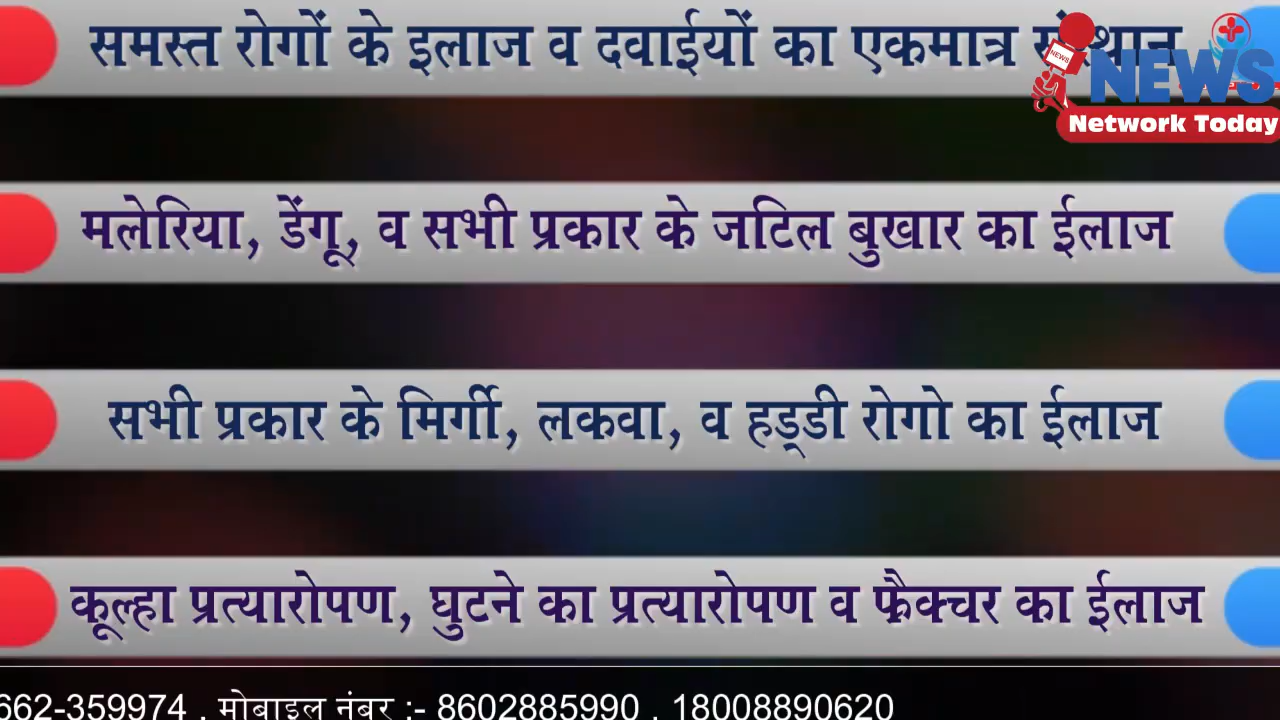 समस्त रोगों के इलाज व दवाईयों का एकमात्र संस्थान
NEWS
NEWS
Network Today
मलेरिया, डेंगू, व सभी प्रकार के जटिल बुखार का ईलाज
सभी प्रकार के मिर्गी, लकवा, व हड्डी रोगो का ईलाज
कूल्हा प्रत्यारोपण, घुटने का प्रत्यारोपण व फ्रैक्चर का ईलाज
662-359974 , मोबाइल नंबर :- 8602885990 , 18008890620